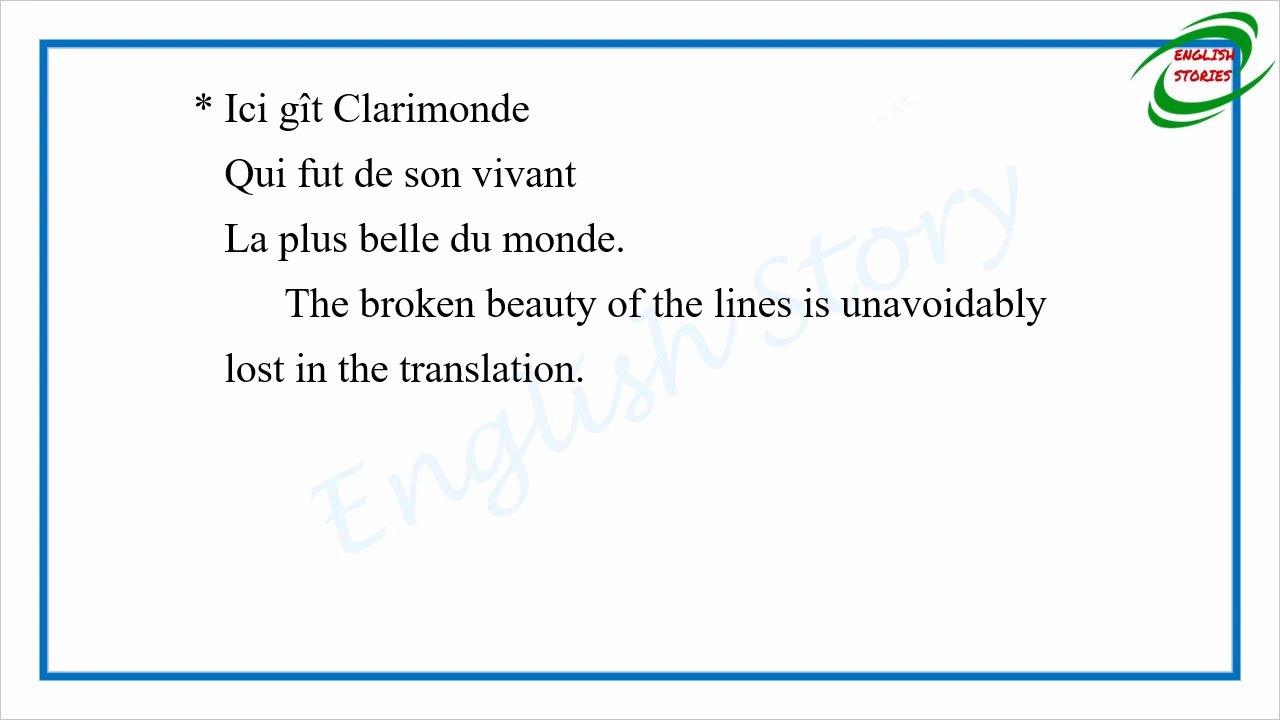 ENGLISH
STORIES
* Ici gît Clarimonde
Qui fut de son vivant
La plus belle du monde.
The broken beauty of the lines is unavoidably
lost in the translation.
English Story